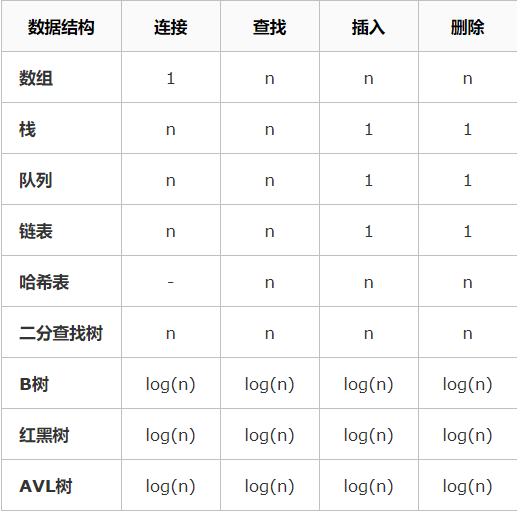 数据结构 连接 查找 插入 删除
数组 1 n n n
栈 n n 1 1
队列 n n 1 1
链表 n n 1 1
哈希表 - n n n
二分查找树 n n n n
B树 log(n) log(n) log(n) log(n)
红黑树 log(n) log(n) log(n) log(n)
AVL树 log(n) log(n) log(n) log(n)